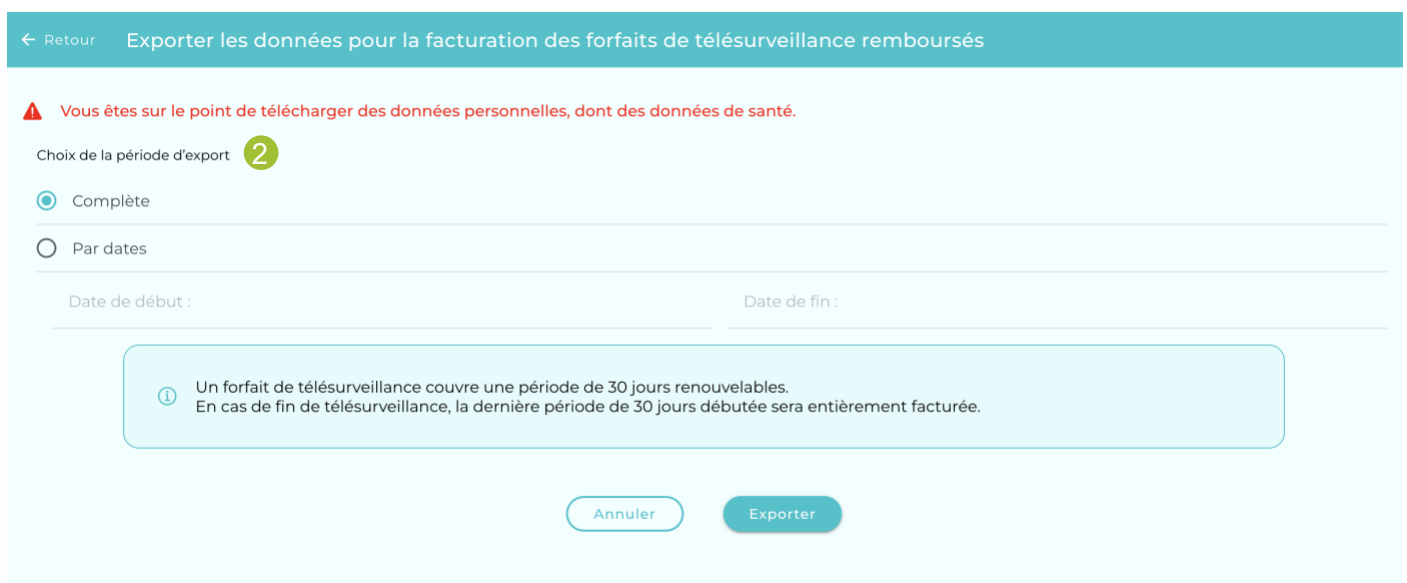 ← Retour Exporter les données pour la facturation des forfaits de télésurveillance remboursés
Vous êtes sur le point de télécharger des données personnelles, dont des données de santé.
Choix de la période d'export 2
Complète
Par dates
Date de début : Date de fin :
Un forfait de télésurveillance couvre une période de 30 jours renouvelables.
En cas de fin de télésurveillance, la dernière période de 30 jours débutée sera entièrement facturée.
Annuler Exporter